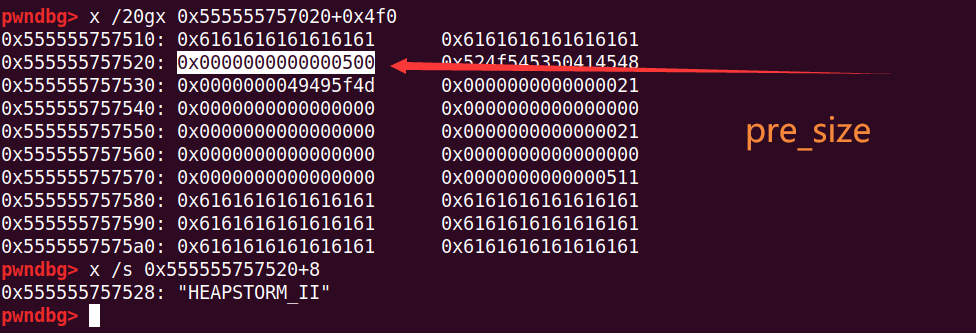 pwndbg> x /20gx 0x555555757020+0x4f0
0x555555757510: 0x6161616161616161 0x6161616161616161
0x555555757520: 0x0000000000000500 0x524f545350414548
0x555555757530: 0x0000000049495f4d 0x0000000000000021
0x555555757540: 0x0000000000000000 0x0000000000000000
0x555555757550: 0x0000000000000000 0x0000000000000021
0x555555757560: 0x0000000000000000 0x0000000000000000
0x555555757570: 0x0000000000000000 0x0000000000000511
0x555555757580: 0x6161616161616161 0x6161616161616161
0x555555757590: 0x6161616161616161 0x6161616161616161
0x5555557575a0: 0x6161616161616161 0x6161616161616161
pwndbg> x /s 0x555555757520+8
0x555555757528: "HEAPSTORM_II"
pwndbg>
pre_size